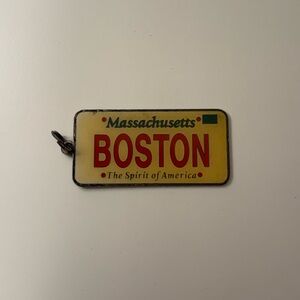 Massachusetts
BOSTON
The Spirit of America